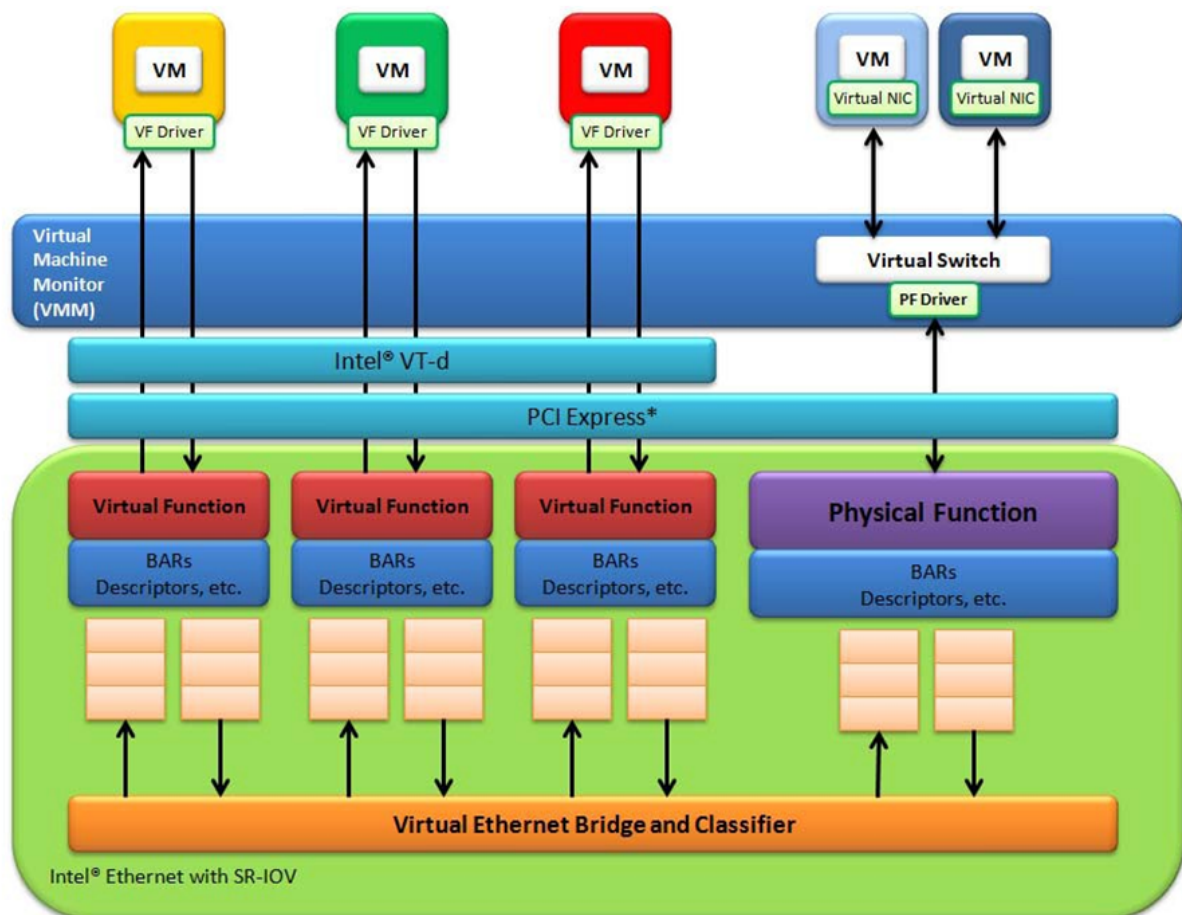 VM
VF Driver
VM
VF Driver
VM
VF Driver
VM
Virtual NIC
VM
Virtual NIC
Virtual
Machine
Monitor
(VMM)
Virtual Switch
PF Driver
Intel® VT-d
PCI Express*
Virtual Function
BARs
Descriptors, etc.
Virtual Function
BARs
Descriptors, etc.
Virtual Function
BARs
Descriptors, etc.
Physical Function
BARs
Descriptors, etc.
Virtual Ethernet Bridge and Classifier
Intel® Ethernet with SR-IOV